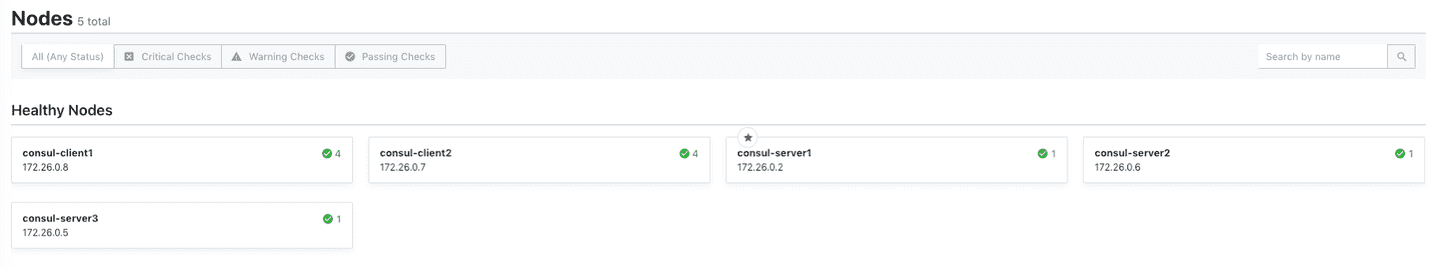 Nodes 5 total
All (Any Status) Critical Checks Warning Checks Passing Checks Search by name
Healthy Nodes
consul-client1 4
172.26.0.8
consul-client2 4
172.26.0.7
consul-server1 1
172.26.0.2
consul-server2 1
172.26.0.6
consul-server3 1
172.26.0.5